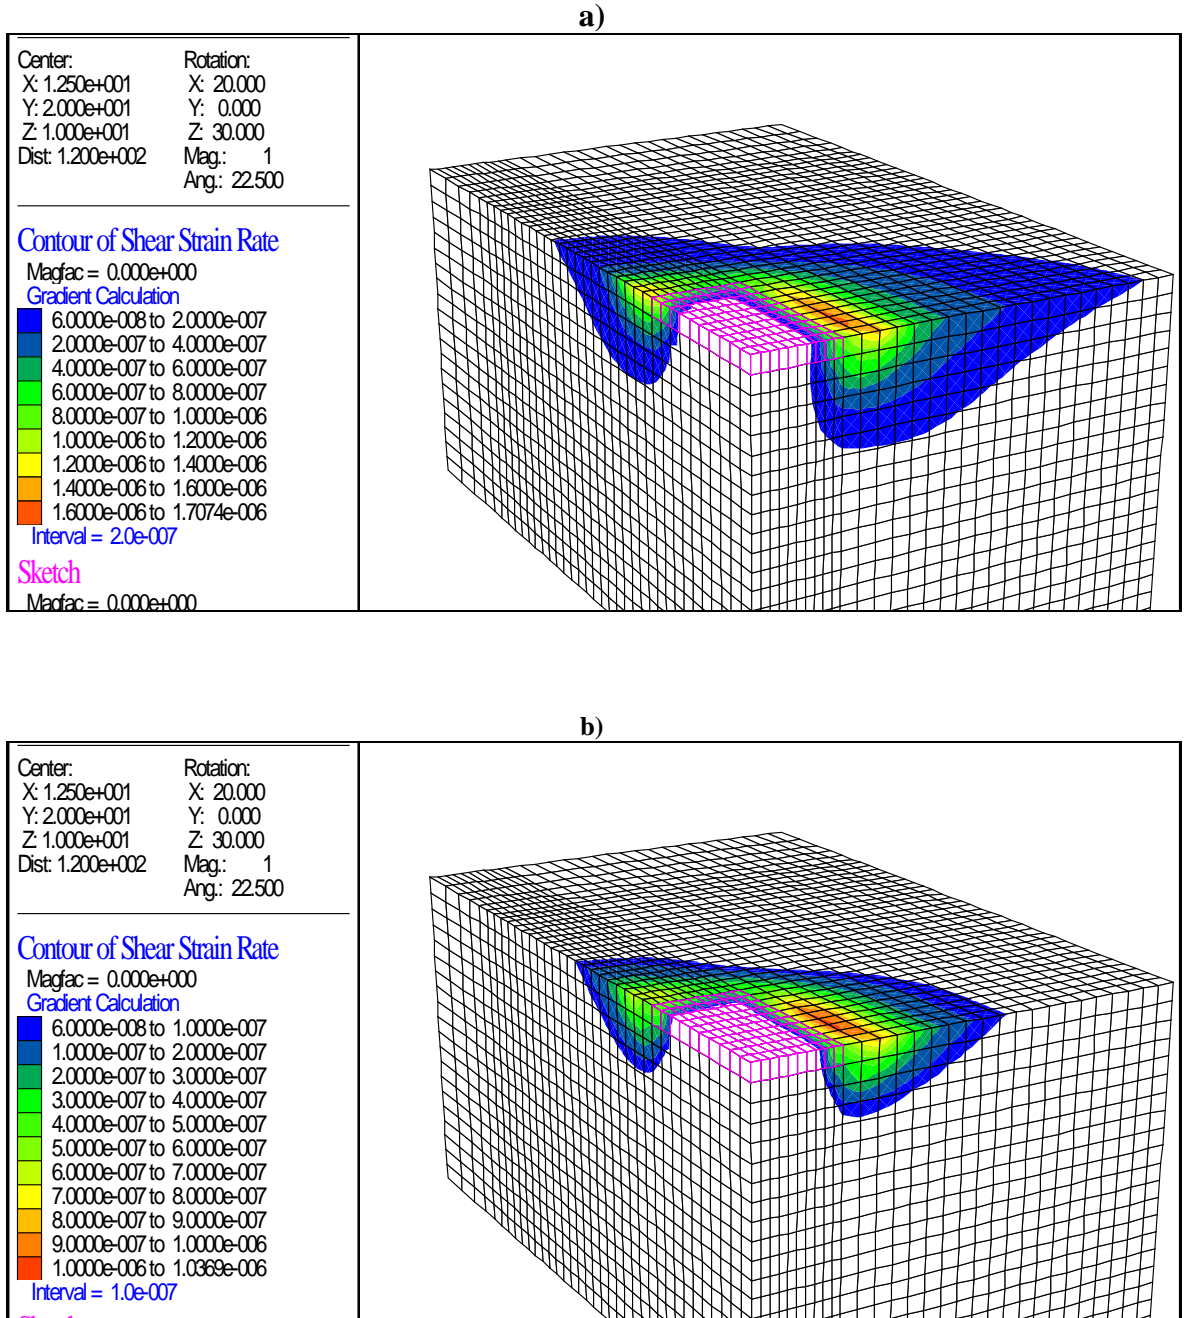 a)
Center: Rotation:
X: 1.250e+001 X: 20.000
Y: 2.000e+001 Y: 0.000
Z: 1.000e+001 Z: 30.000
Dist: 1.200e+002 Mag.: 1
Ang.: 22.500
Contour of Shear Strain Rate
Magfac = 0.000e+000
Gradient Calculation
6.0000e-008 to 2.0000e-007
2.0000e-007 to 4.0000e-007
4.0000e-007 to 6.0000e-007
6.0000e-007 to 8.0000e-007
8.0000e-007 to 1.0000e-006
1.0000e-006 to 1.2000e-006
1.2000e-006 to 1.4000e-006
1.4000e-006 to 1.6000e-006
1.6000e-006 to 1.7074e-006
Interval = 2.0e-007
Sketch
Magfac = 0.000e+000
b)
Center: Rotation:
X: 1.250e+001 X: 20.000
Y: 2.000e+001 Y: 0.000
Z: 1.000e+001 Z: 30.000
Dist: 1.200e+002 Mag.: 1
Ang.: 22.500
Contour of Shear Strain Rate
Magfac = 0.000e+000
Gradient Calculation
6.0000e-008 to 1.0000e-007
1.0000e-007 to 2.0000e-007
2.0000e-007 to 3.0000e-007
3.0000e-007 to 4.0000e-007
4.0000e-007 to 5.0000e-007
5.0000e-007 to 6.0000e-007
6.0000e-007 to 7.0000e-007
7.0000e-007 to 8.0000e-007
8.0000e-007 to 9.0000e-007
9.0000e-007 to 1.0000e-006
1.0000e-006 to 1.0369e-006
Interval = 1.0e-007